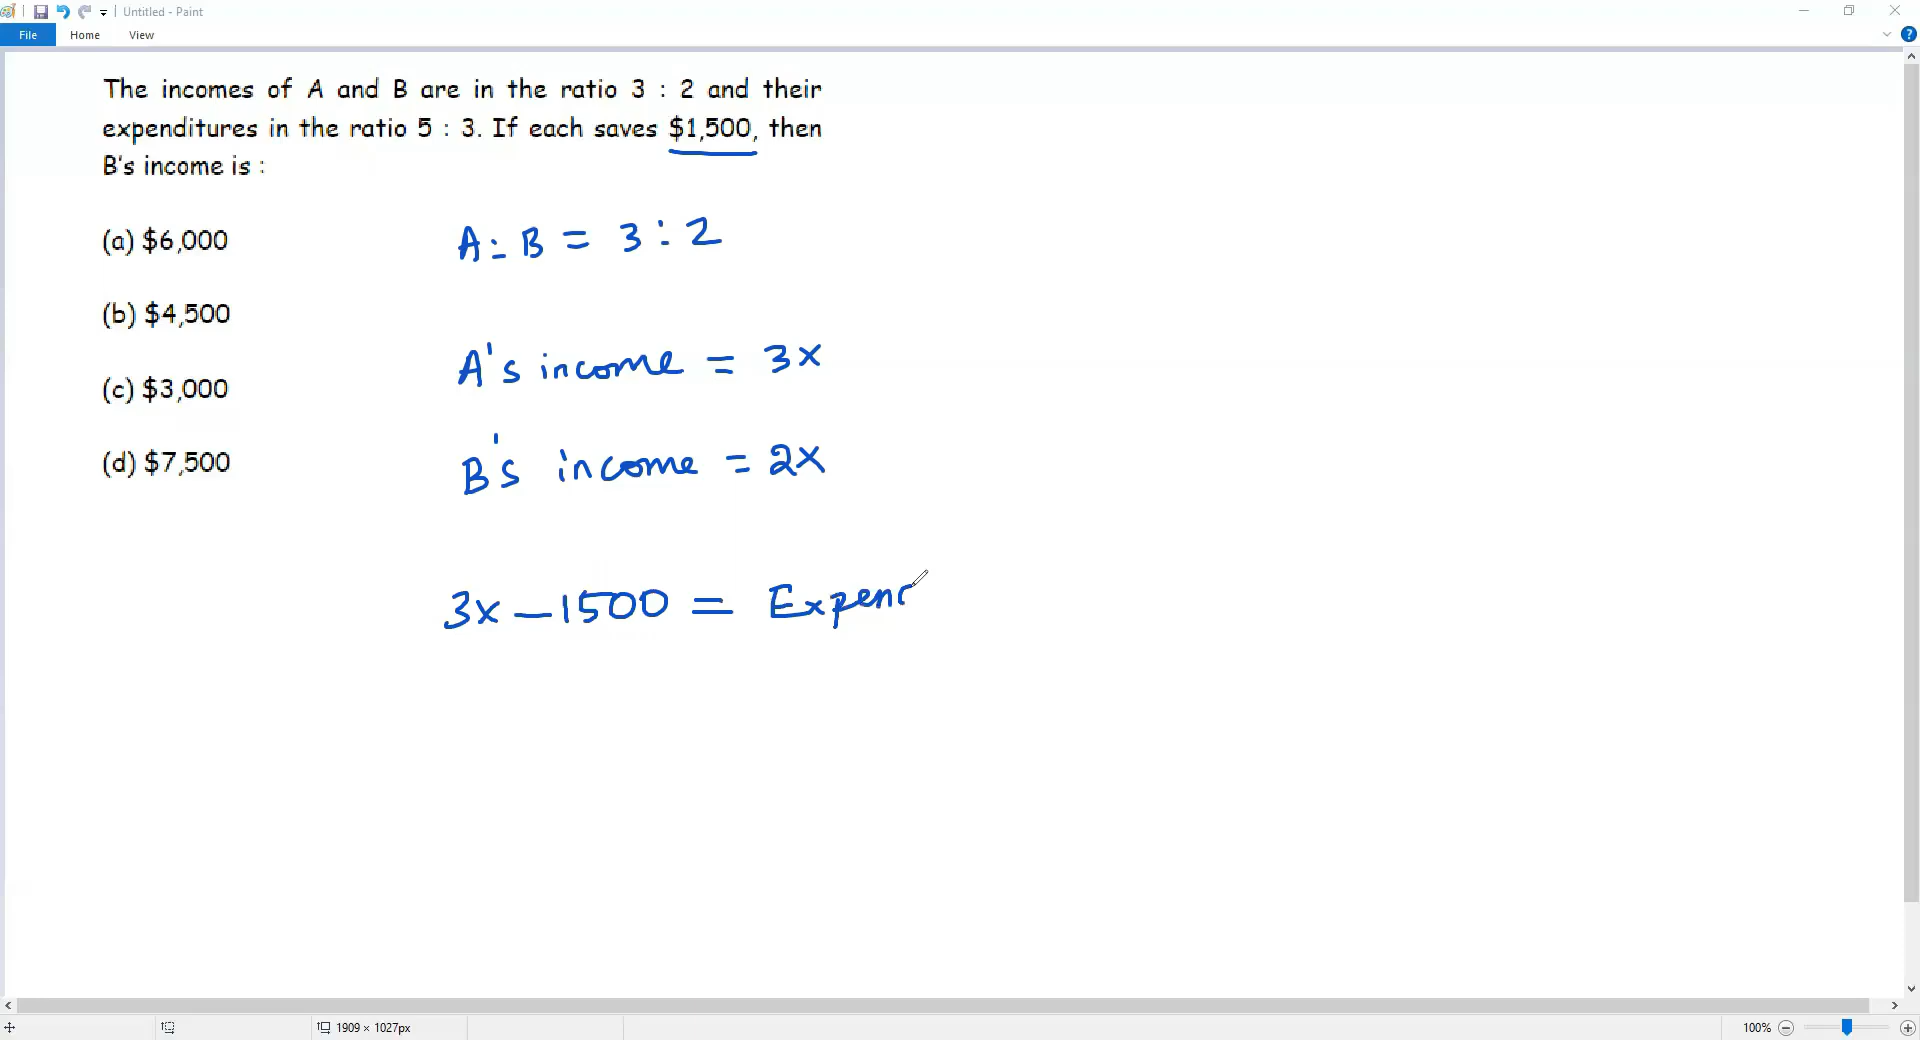 Untitled - Paint
File Home View
The incomes of A and B are in the ratio 3 : 2 and their
expenditures in the ratio 5 : 3. If each saves $1,500, then
B's income is :
(a) $6,000
(b) $4,500
(c) $3,000
(d) $7,500
A : B = 3 : 2
A's income = 3x
B's income = 2x
3x - 1500 = Expen
1909 × 1027px
100%